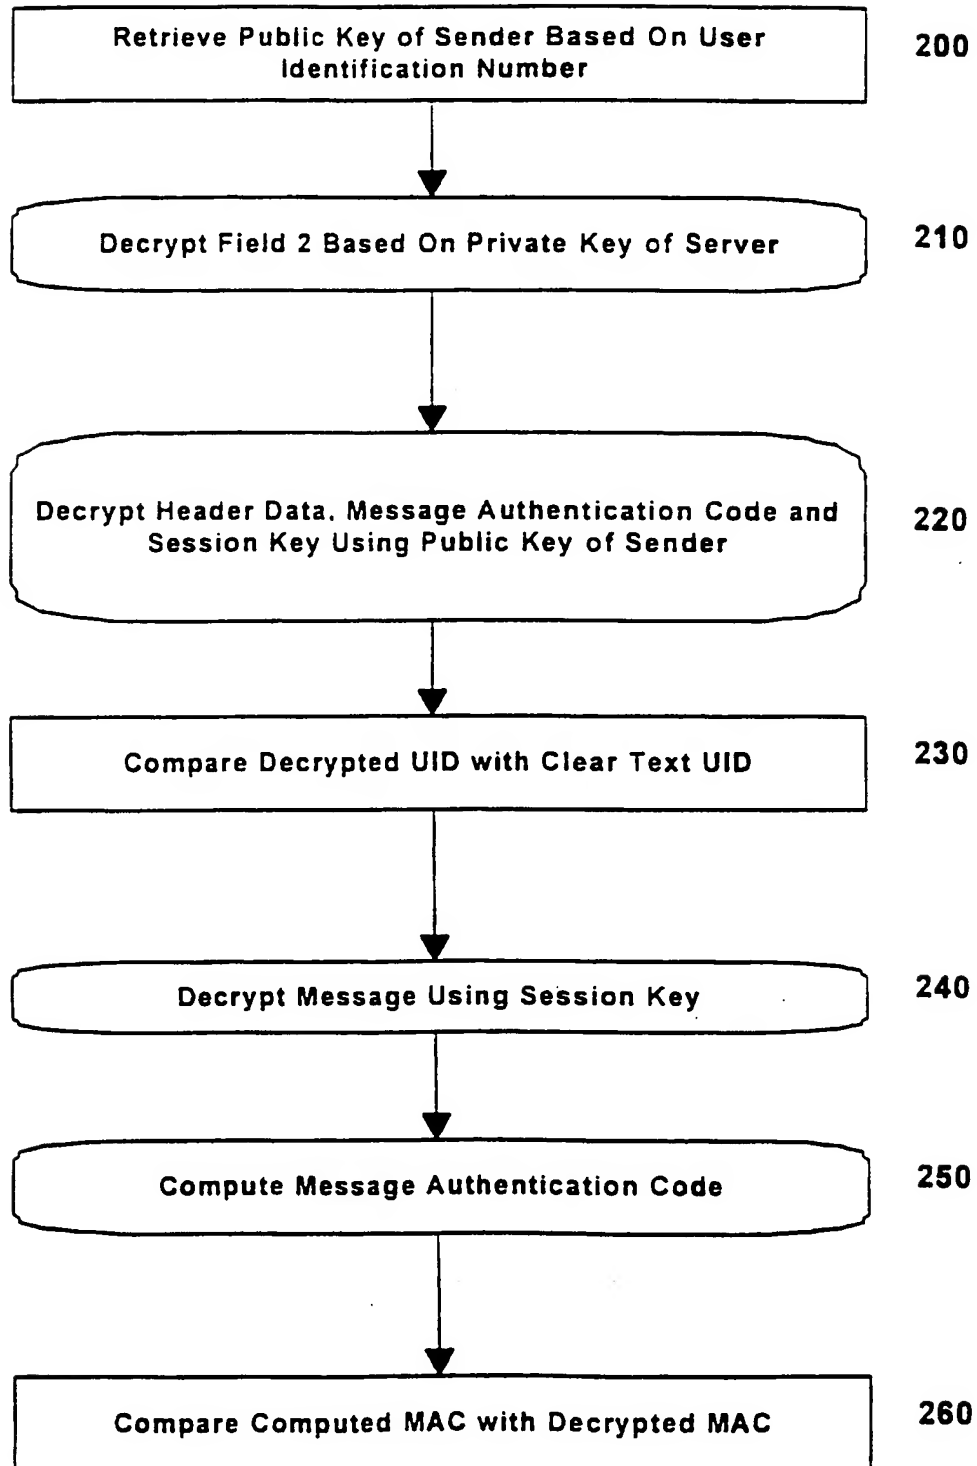 Retrieve Public Key of Sender Based On User
Identification Number
200
Decrypt Field 2 Based On Private Key of Server
210
Decrypt Header Data, Message Authentication Code and
Session Key Using Public Key of Sender
220
Compare Decrypted UID with Clear Text UID
230
Decrypt Message Using Session Key
240
Compute Message Authentication Code
250
Compare Computed MAC with Decrypted MAC
260